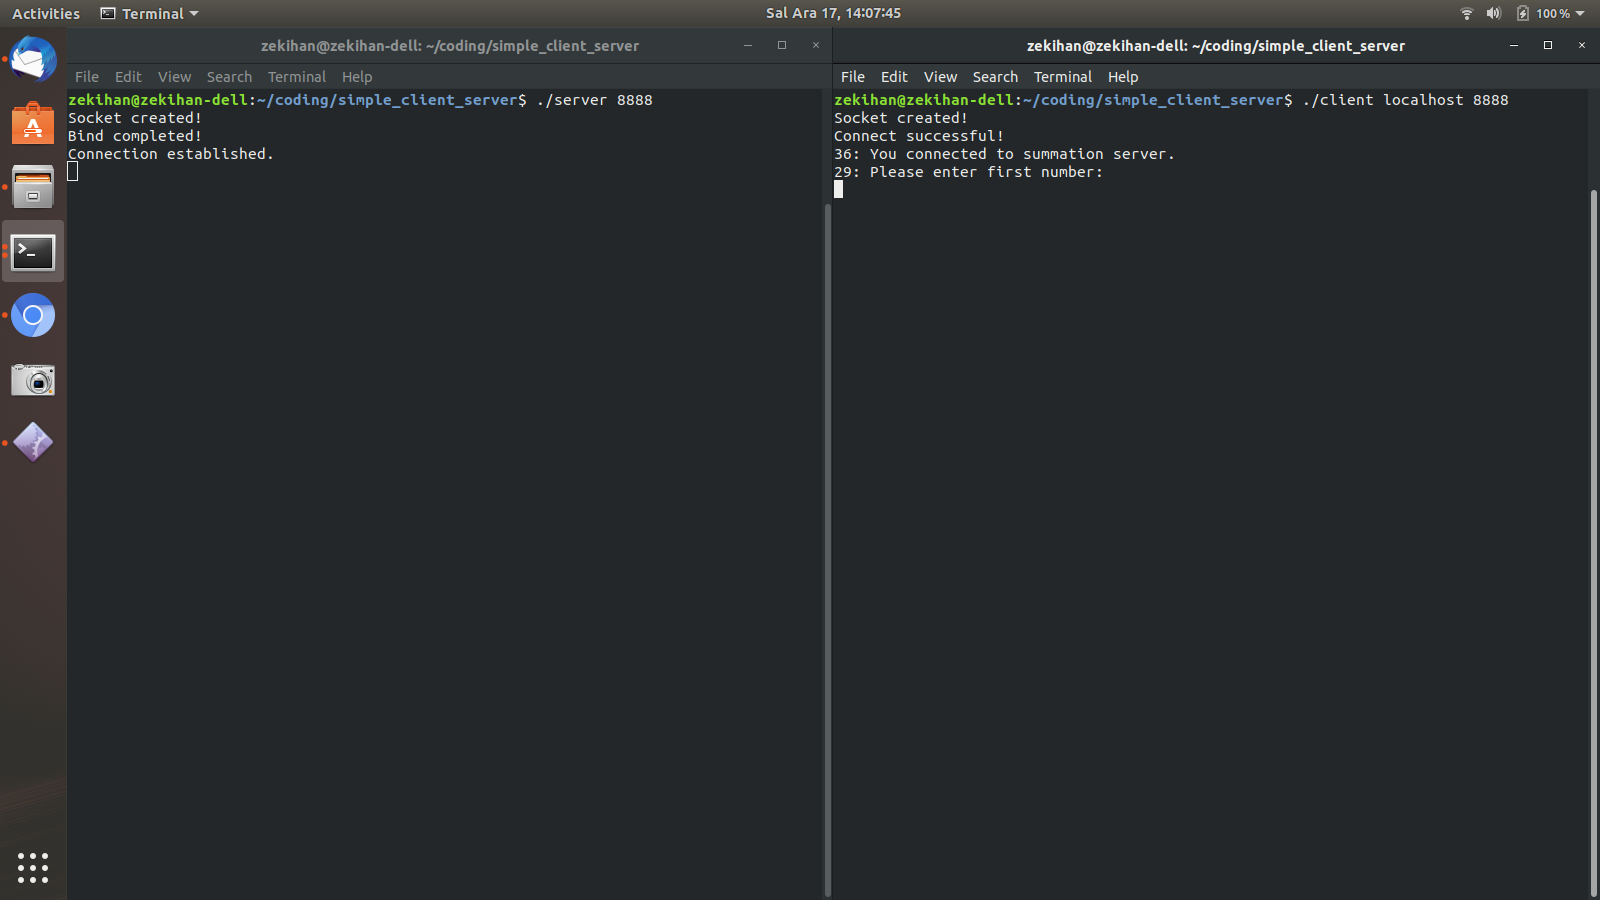 Activities Terminal Sal Ara 17, 14:07:45 100 %
zekihan@zekihan-dell: ~/coding/simple_client_server
File Edit View Search Terminal Help
zekihan@zekihan-dell:~/coding/simple_client_server$ ./server 8888
Socket created!
Bind completed!
Connection established.
zekihan@zekihan-dell: ~/coding/simple_client_server
File Edit View Search Terminal Help
zekihan@zekihan-dell:~/coding/simple_client_server$ ./client localhost 8888
Socket created!
Connect successful!
36: You connected to summation server.
29: Please enter first number: